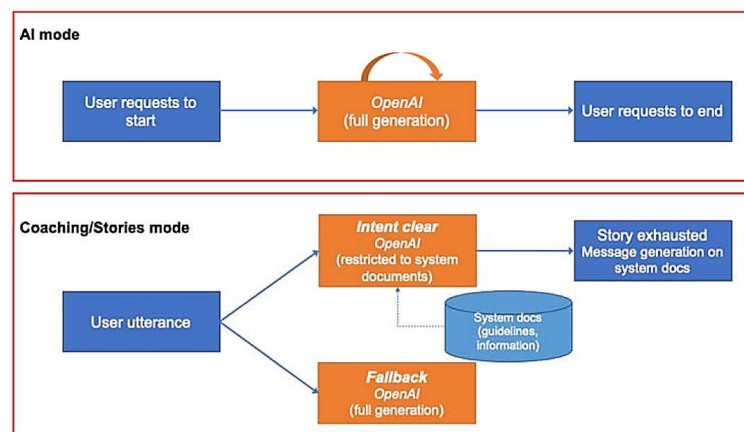 AI mode
User requests to
start
OpenAI
(full generation)
User requests to end
Coaching/Stories mode
User utterance
Intent clear
OpenAI
(restricted to system
documents)
Story exhausted
Message generation on
system docs
System docs
(guidelines,
information)
Fallback
OpenAI
(full generation)